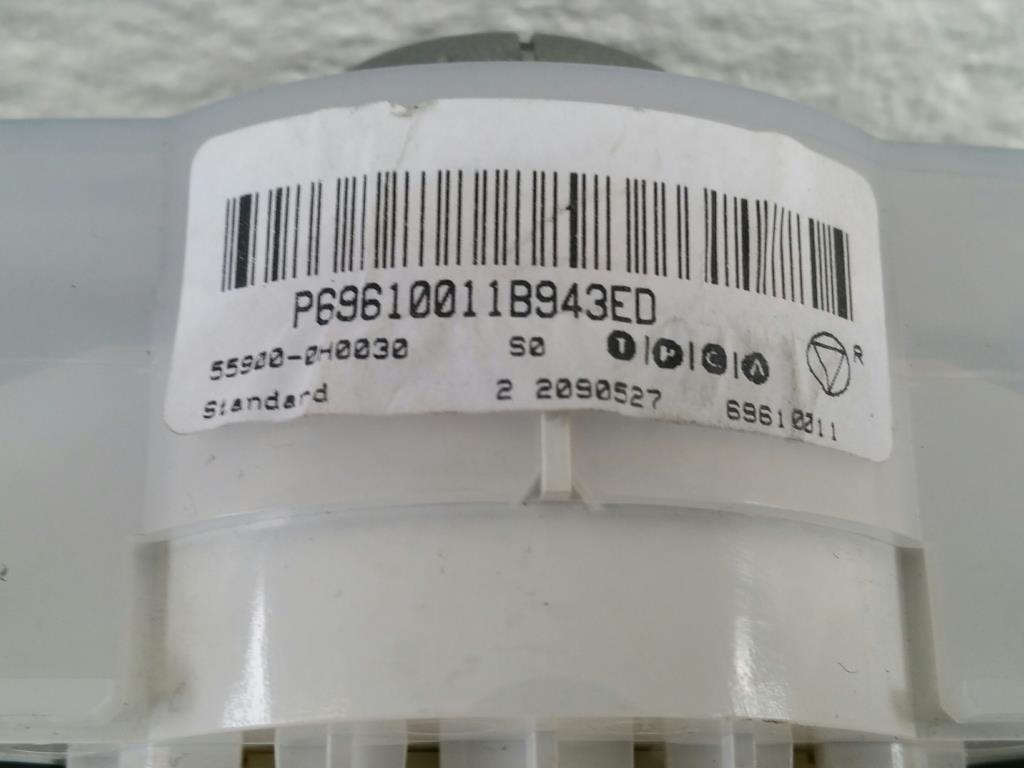 P69610011B943ED
55900-0H0030 S0 T|P|C|A R
Standard 2 2090527 69610011